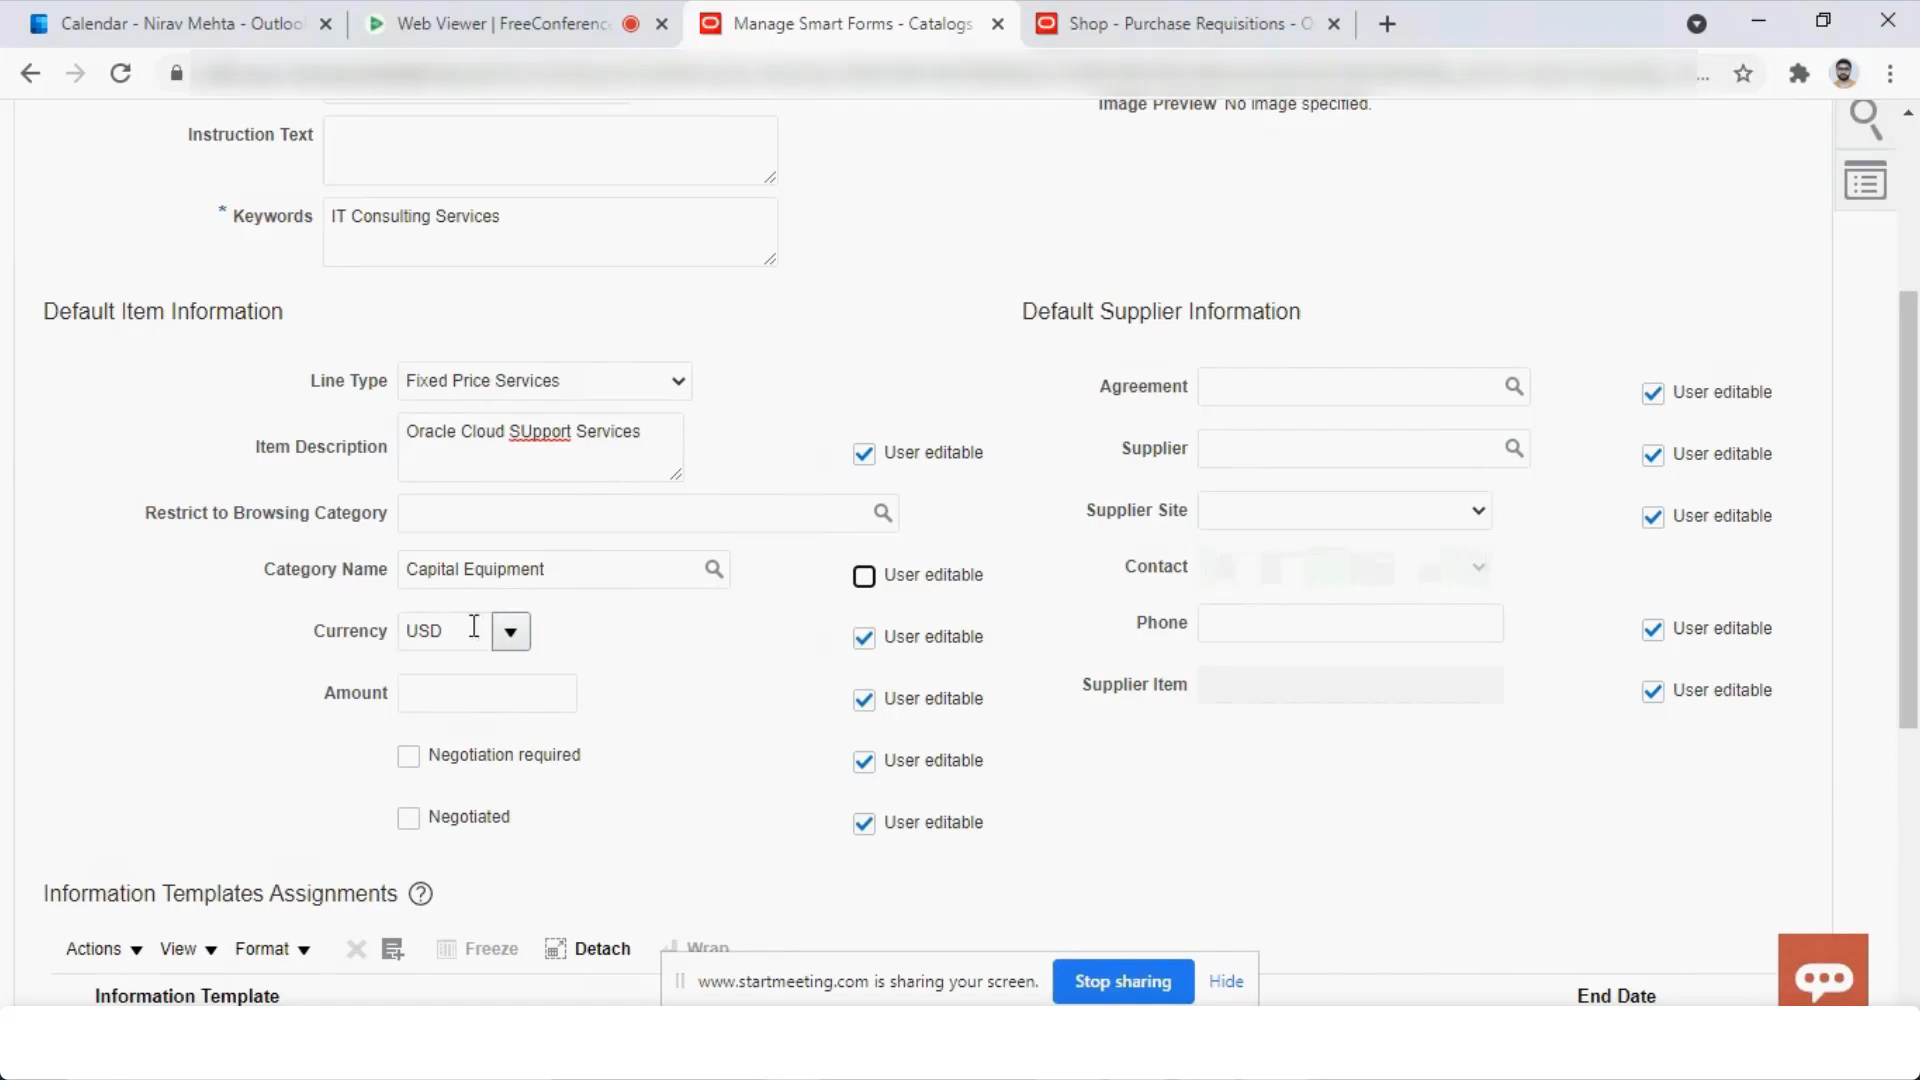 Calendar - Nirav Mehta - Outloo
Web Viewer | FreeConferenc
Manage Smart Forms - Catalogs
Shop - Purchase Requisitions - O
...
Image Preview No image specified.
Instruction Text
* Keywords
IT Consulting Services
Default Item Information
Default Supplier Information
Line Type
Fixed Price Services
Agreement
User editable
Item Description
Oracle Cloud SUpport Services
User editable
Supplier
User editable
Restrict to Browsing Category
Supplier Site
User editable
Category Name
Capital Equipment
User editable
Contact
Currency
USD
User editable
Phone
User editable
Amount
User editable
Supplier Item
User editable
Negotiation required
User editable
Negotiated
User editable
Information Templates Assignments ?
Actions
View
Format
Freeze
Detach
Wrap
www.startmeeting.com is sharing your screen.
Stop sharing
Hide
Information Template
End Date